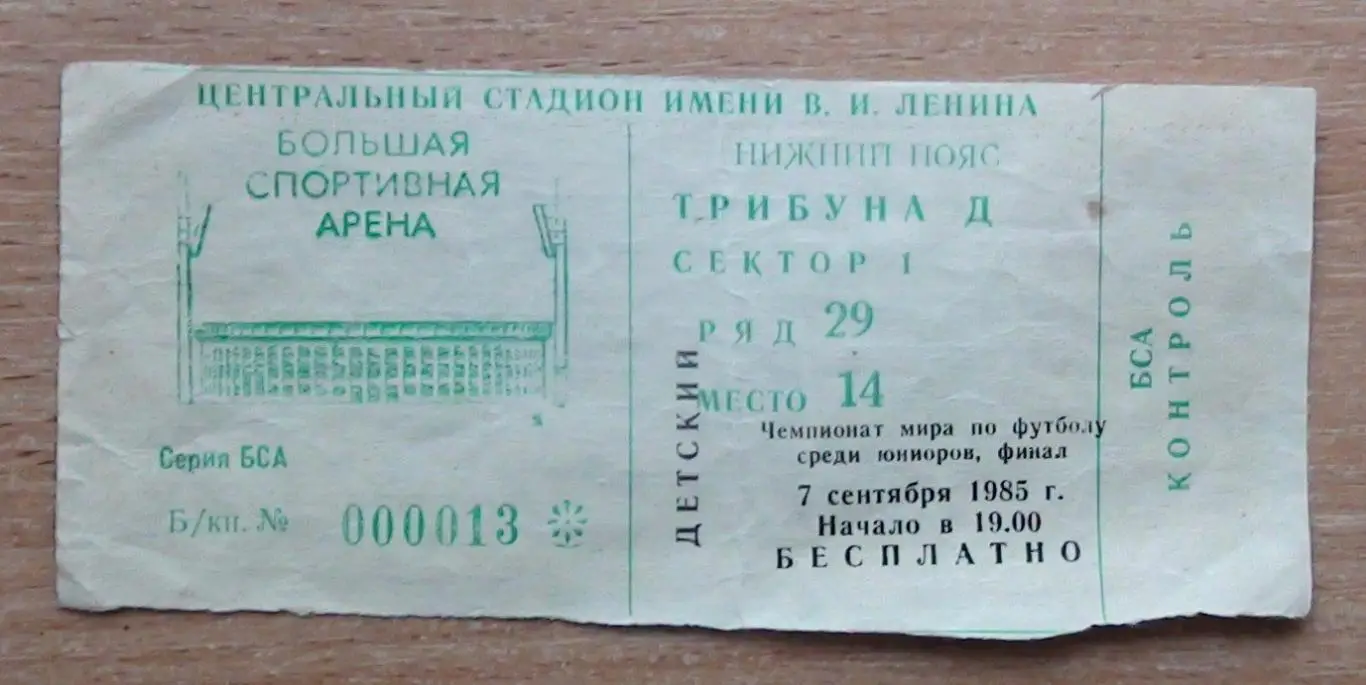 ЦЕНТРАЛЬНЫЙ СТАДИОН ИМЕНИ В. И. ЛЕНИНА
БОЛЬШАЯ
СПОРТИВНАЯ
АРЕНА
Серия БСА
Б/кн. № 000013
НИЖНИЙ ПОЯС
ТРИБУНА Д
СЕКТОР 1
РЯД 29
МЕСТО 14
ДЕТСКИЙ
Чемпионат мира по футболу
среди юниоров, финал
7 сентября 1985 г.
Начало в 19.00
БЕСПЛАТНО
БСА
КОНТРОЛЬ